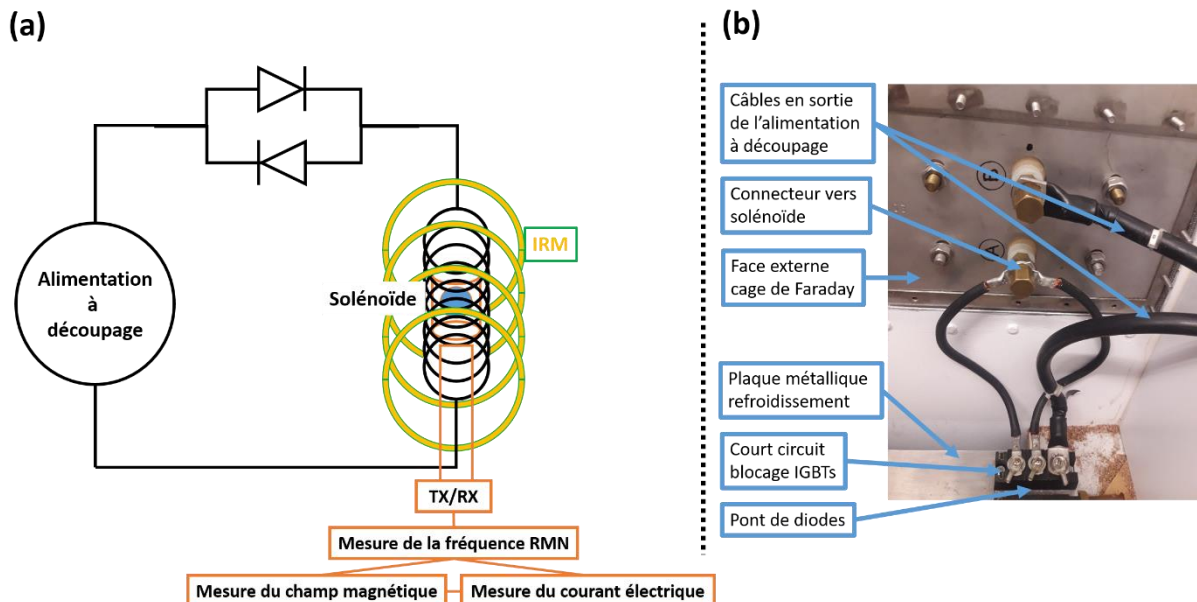 (a)
Alimentation
à
découpage
Solénoïde
IRM
TX/RX
Mesure de la fréquence RMN
Mesure du champ magnétique
Mesure du courant électrique
(b)
Câbles en sortie
de l'alimentation
à découpage
Connecteur vers
solénoïde
Face externe
cage de Faraday
Plaque métallique
refroidissement
Court circuit
blocage IGBTs
Pont de diodes
B
A